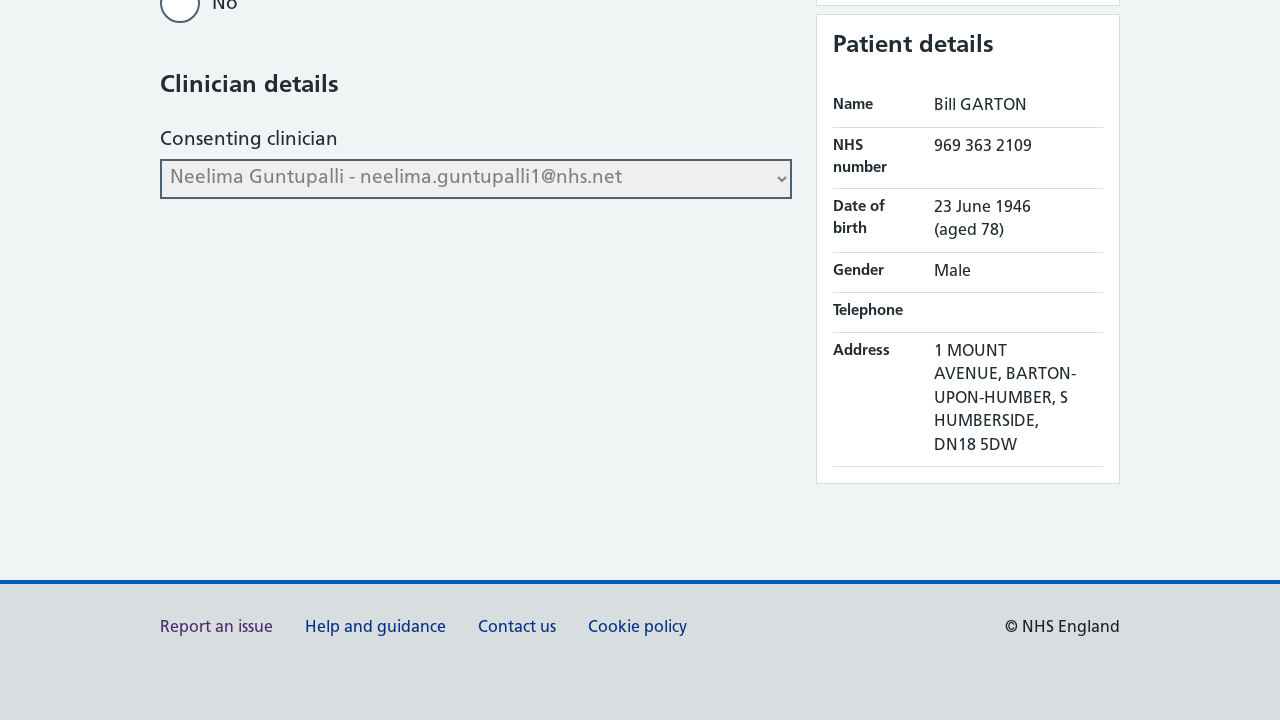 No
Clinician details
Consenting clinician
Neelima Guntupalli - neelima.guntupalli1@nhs.net
Patient details
Name Bill GARTON
NHS number 969 363 2109
Date of birth 23 June 1946 (aged 78)
Gender Male
Telephone
Address 1 MOUNT
AVENUE, BARTON-
UPON-HUMBER, S
HUMBERSIDE,
DN18 5DW
Report an issue Help and guidance Contact us Cookie policy © NHS England